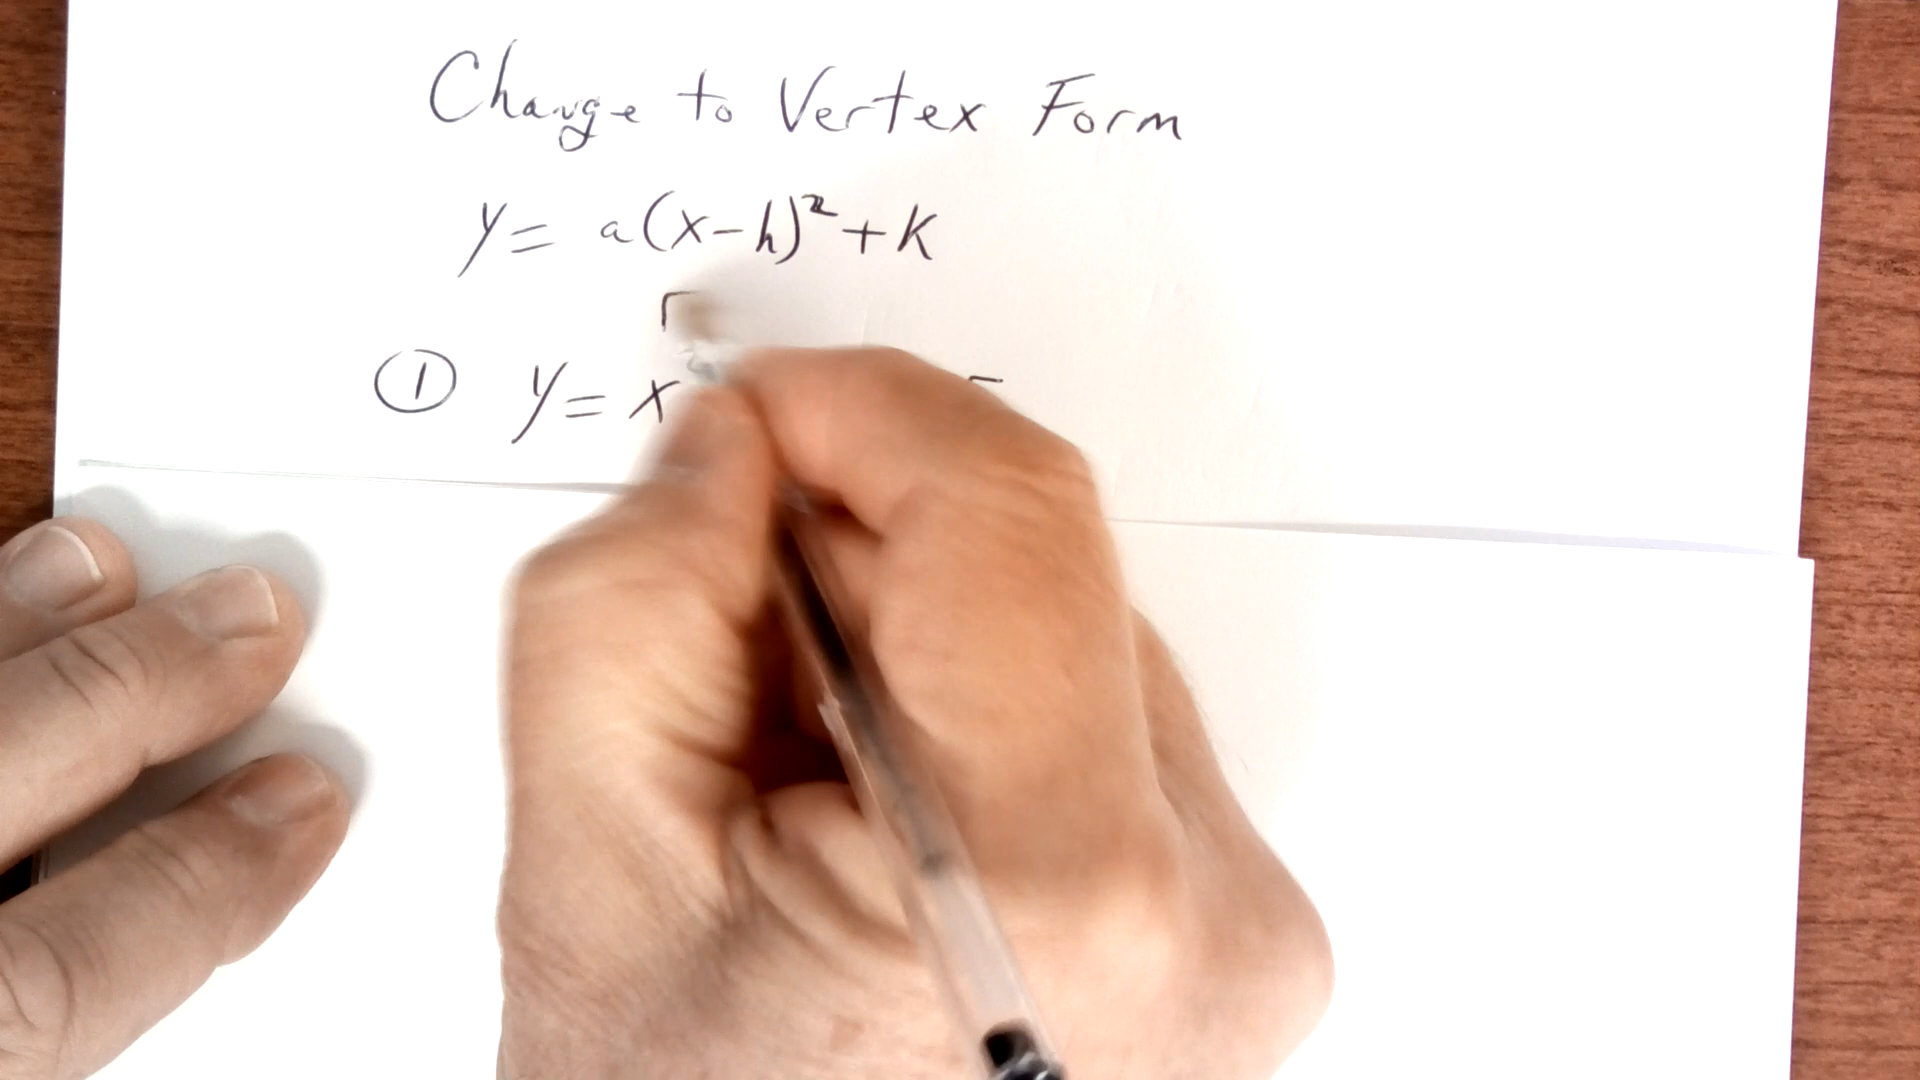 Change to Vertex Form
y = a(x-h)² + k
① y = x